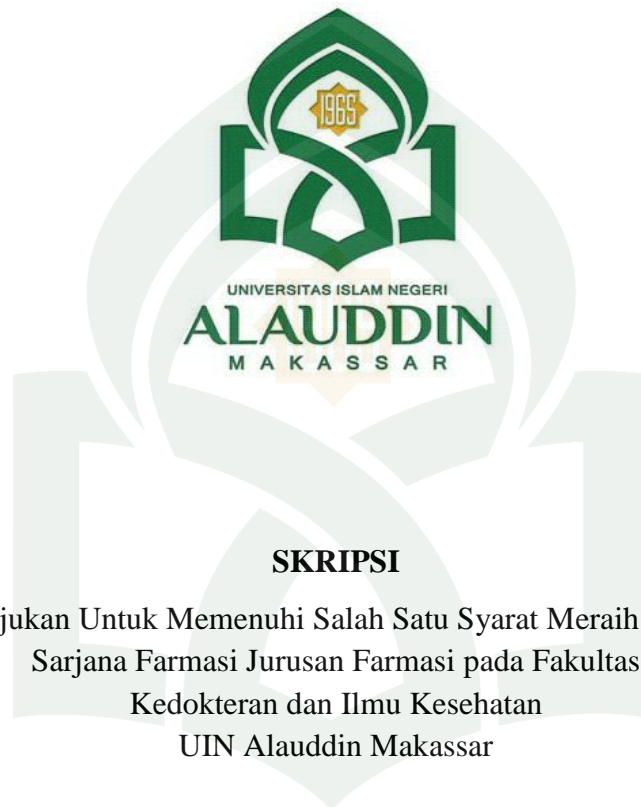 1965
UNIVERSITAS ISLAM NEGERI
ALAUDDIN
MAKASSAR
SKRIPSI
jukan Untuk Memenuhi Salah Satu Syarat Meraih
Sarjana Farmasi Jurusan Farmasi pada Fakultas
Kedokteran dan Ilmu Kesehatan
UIN Alauddin Makassar